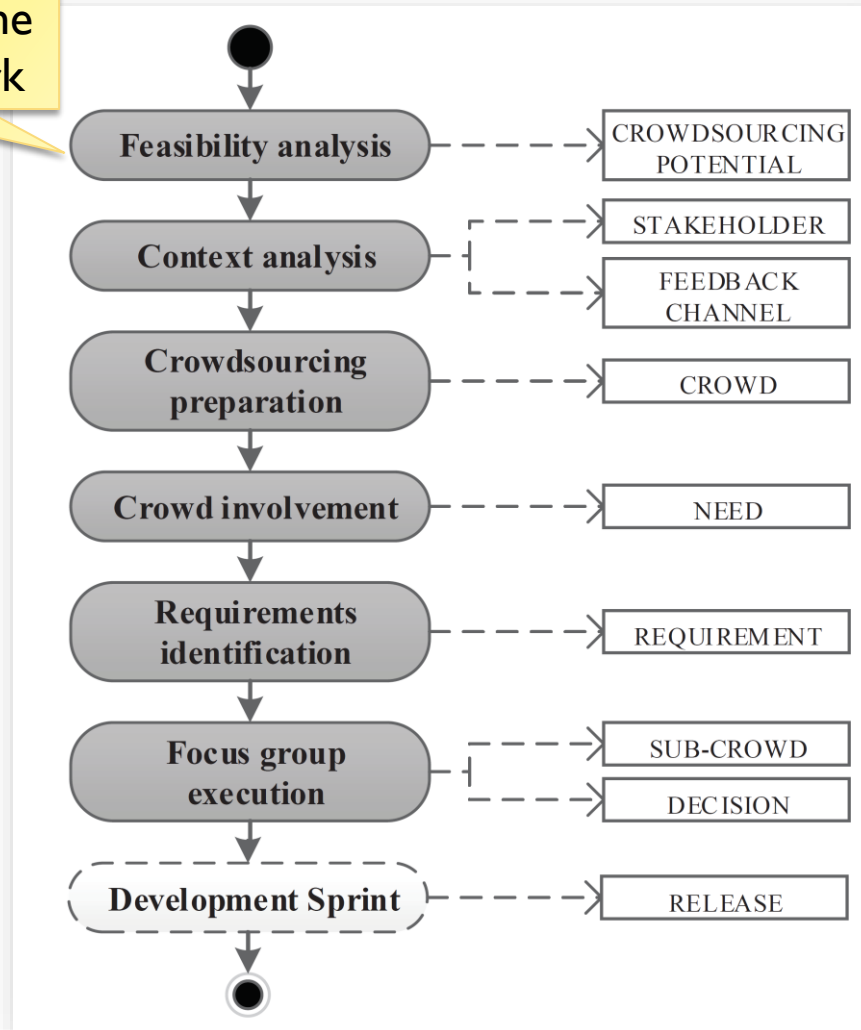 Feasibility analysis
CROWDSOURCING
POTENTIAL
Context analysis
STAKEHOLDER
FEEDBACK
CHANNEL
Crowdsourcing
preparation
CROWD
Crowd involvement
NEED
Requirements
identification
REQUIREMENT
Focus group
execution
SUB-CROWD
DECISION
Development Sprint
RELEASE